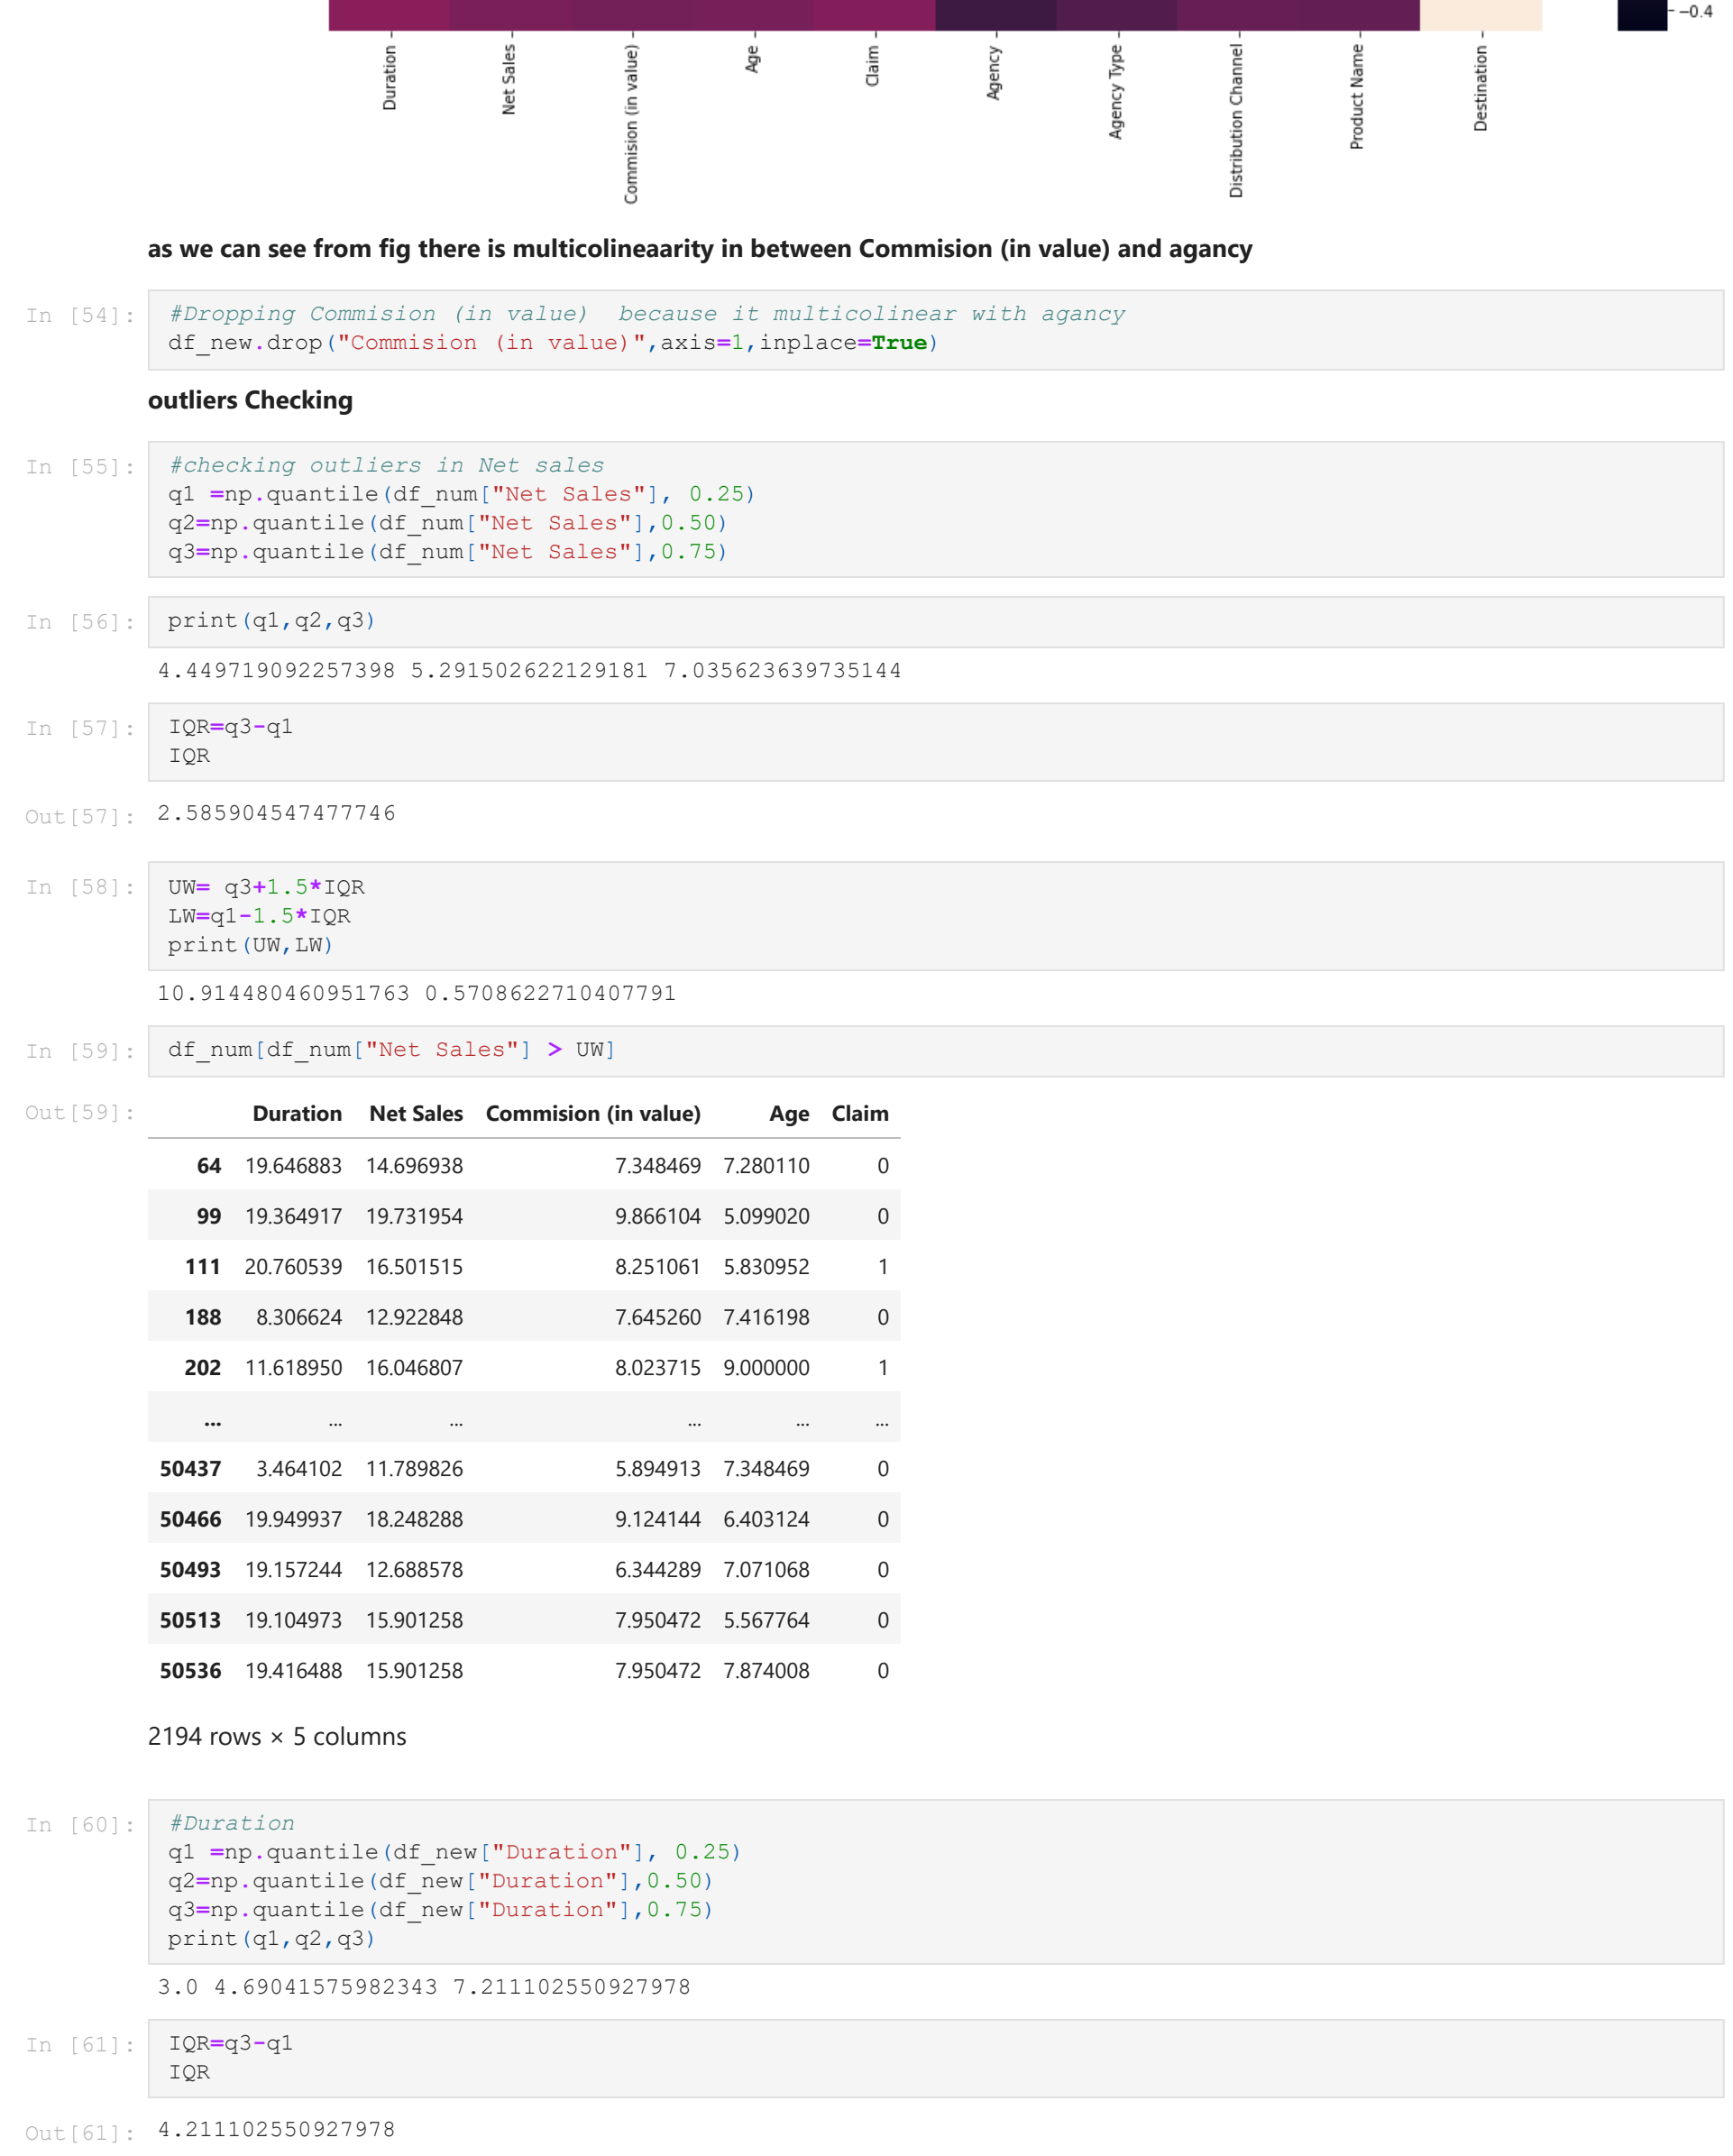 −0.4
Duration
Net Sales
Commision (in value)
Age
Claim
Agency
Agency Type
Distribution Channel
Product Name
Destination
as we can see from fig there is multicolineaarity in between Commision (in value) and agancy
In [54]: #Dropping Commision (in value)  because it multicolinear with agancy
df_new.drop("Commision (in value)",axis=1,inplace=True)
outliers Checking
In [55]: #checking outliers in Net sales
q1 =np.quantile(df_num["Net Sales"], 0.25)
q2=np.quantile(df_num["Net Sales"],0.50)
q3=np.quantile(df_num["Net Sales"],0.75)
In [56]: print(q1,q2,q3)
4.449719092257398 5.291502622129181 7.035623639735144
In [57]: IQR=q3-q1
IQR
Out[57]: 2.585904547477746
In [58]: UW= q3+1.5*IQR
LW=q1-1.5*IQR
print(UW,LW)
10.914480460951763 0.5708622710407791
In [59]: df_num[df_num["Net Sales"] > UW]
Out[59]: Duration Net Sales Commision (in value) Age Claim
64 19.646883 14.696938 7.348469 7.280110 0
99 19.364917 19.731954 9.866104 5.099020 0
111 20.760539 16.501515 8.251061 5.830952 1
188 8.306624 12.922848 7.645260 7.416198 0
202 11.618950 16.046807 8.023715 9.000000 1
... ... ... ... ... ...
50437 3.464102 11.789826 5.894913 7.348469 0
50466 19.949937 18.248288 9.124144 6.403124 0
50493 19.157244 12.688578 6.344289 7.071068 0
50513 19.104973 15.901258 7.950472 5.567764 0
50536 19.416488 15.901258 7.950472 7.874008 0
2194 rows × 5 columns
In [60]: #Duration
q1 =np.quantile(df_new["Duration"], 0.25)
q2=np.quantile(df_new["Duration"],0.50)
q3=np.quantile(df_new["Duration"],0.75)
print(q1,q2,q3)
3.0 4.69041575982343 7.211102550927978
In [61]: IQR=q3-q1
IQR
Out[61]: 4.211102550927978